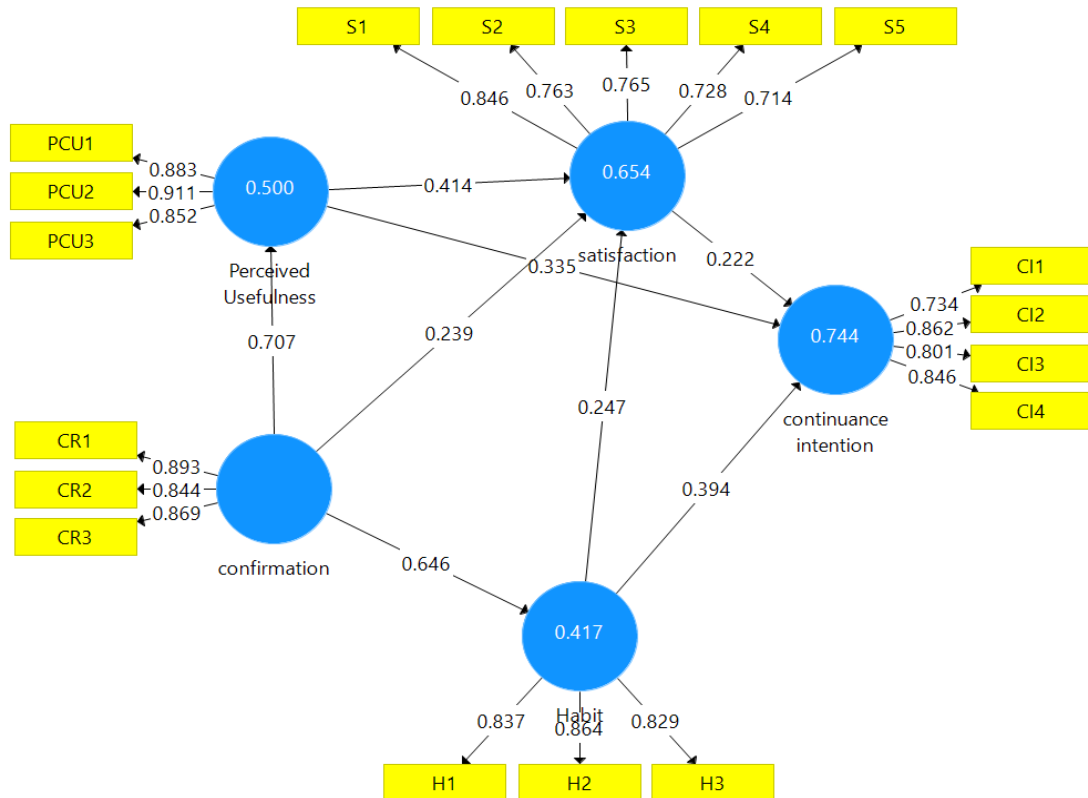 S1
S2
S3
S4
S5
0.846
0.763
0.765
0.728
0.714
PCU1
PCU2
PCU3
0.883
0.911
0.852
0.500
0.414
0.654
Perceived
Usefulness
satisfaction
0.335
0.222
0.707
0.239
0.247
0.744
continuance
intention
0.734
0.862
0.801
0.846
CI1
CI2
CI3
CI4
CR1
CR2
CR3
0.893
0.844
0.869
confirmation
0.646
0.394
0.417
Habit
0.837
0.864
0.829
H1
H2
H3